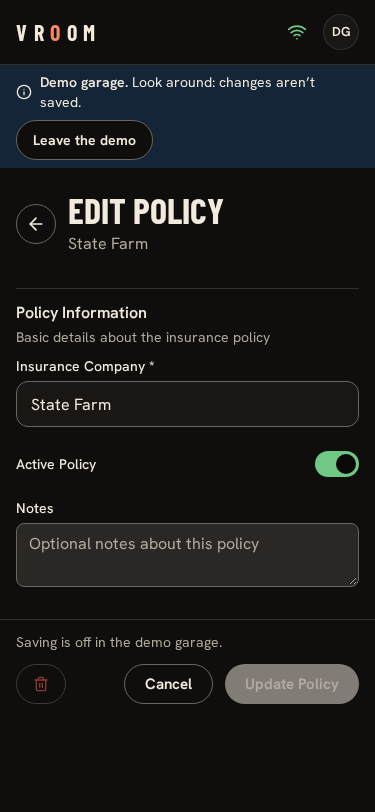 VROOM
DG
Demo garage. Look around: changes aren’t
saved.
Leave the demo
EDIT POLICY
State Farm
Policy Information
Basic details about the insurance policy
Insurance Company *
State Farm
Active Policy
Notes
Optional notes about this policy
Saving is off in the demo garage.
Cancel
Update Policy